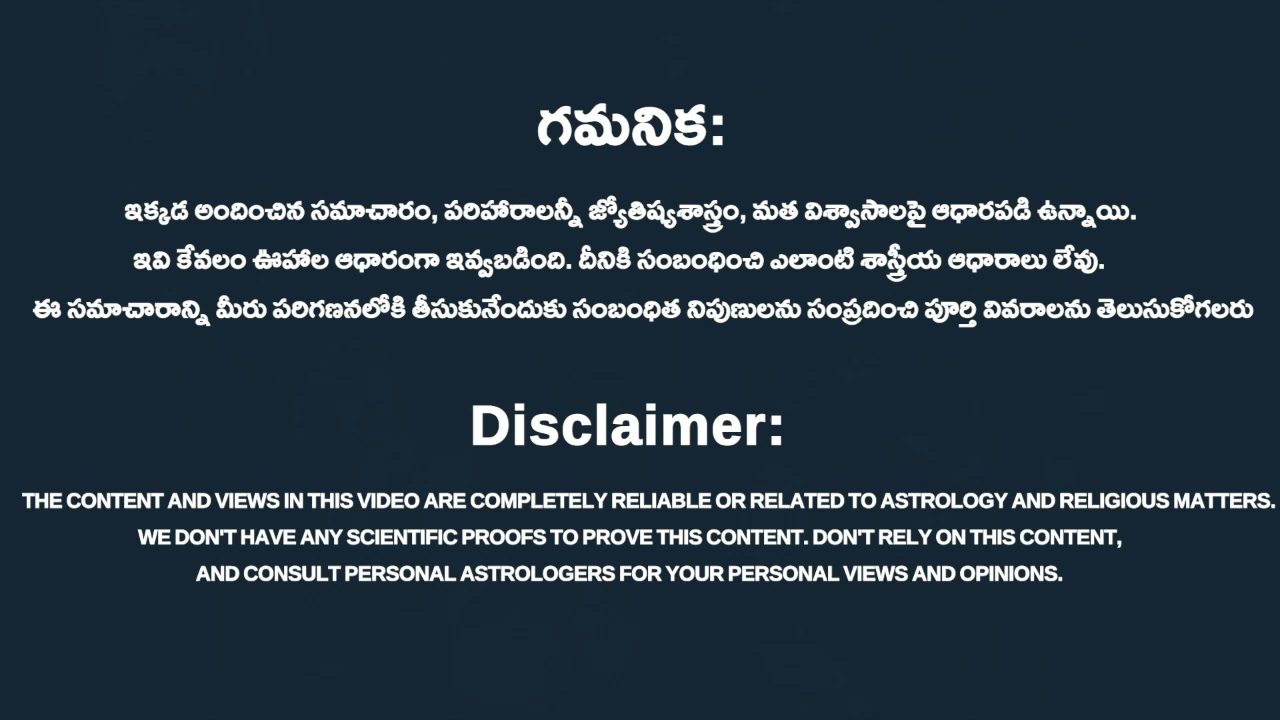 గమనిక:
ఇక్కడ అందించిన సమాచారం, పరిహారాలన్నీ జ్యోతిష్యశాస్త్రం, మత విశ్వాసాలపై ఆధారపడి ఉన్నాయి.
ఇవి కేవలం ఊహాల ఆధారంగా ఇవ్వబడింది. దీనికి సంబంధించి ఎలాంటి శాస్త్రీయ ఆధారాలు లేవు.
ఈ సమాచారాన్ని మీరు పరిగణనలోకి తీసుకునేందుకు సంబంధిత నిపుణులను సంప్రదించి పూర్తి వివరాలను తెలుసుకోగలరు
Disclaimer:
THE CONTENT AND VIEWS IN THIS VIDEO ARE COMPLETELY RELIABLE OR RELATED TO ASTROLOGY AND RELIGIOUS MATTERS.
WE DON'T HAVE ANY SCIENTIFIC PROOFS TO PROVE THIS CONTENT. DON'T RELY ON THIS CONTENT,
AND CONSULT PERSONAL ASTROLOGERS FOR YOUR PERSONAL VIEWS AND OPINIONS.